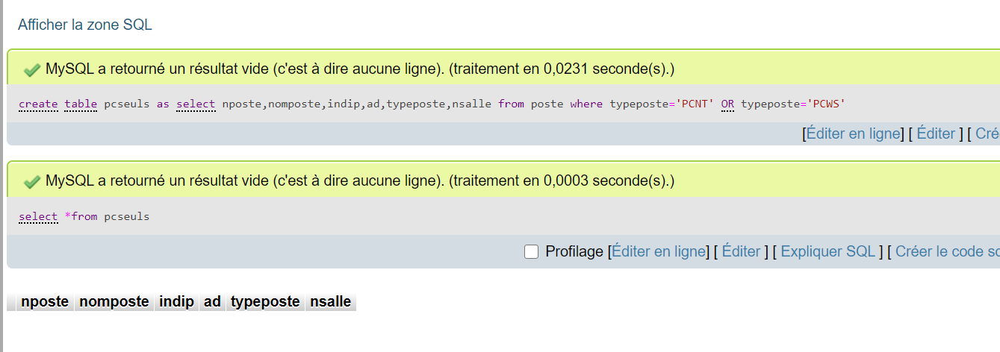 Afficher la zone SQL
MySQL a retourné un résultat vide (c'est à dire aucune ligne). (traitement en 0,0231 seconde(s).)
create table pcseuls as select nposte,nomposte,indip,ad,typeposte,nsalle from poste where typeposte='PCNT' OR typeposte='PCWS'
[Éditer en ligne] [ Éditer ] [ Cré
MySQL a retourné un résultat vide (c'est à dire aucune ligne). (traitement en 0,0003 seconde(s).)
select *from pcseuls
Profilage [Éditer en ligne] [ Éditer ] [ Expliquer SQL ] [ Créer le code so
nposte nomposte indip ad typeposte nsalle